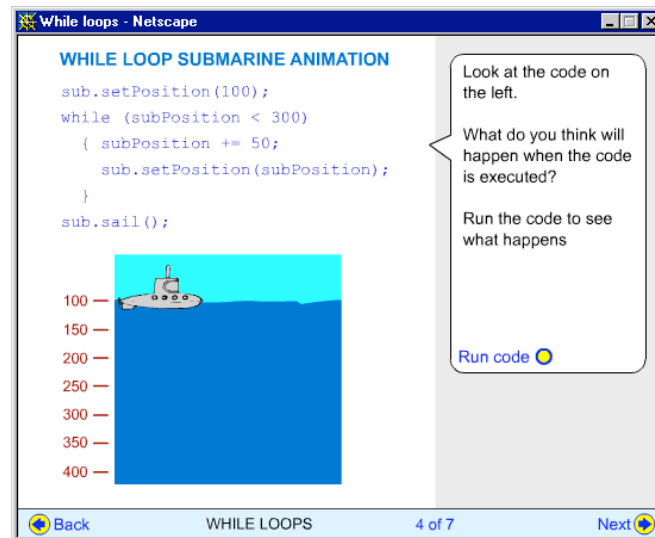 While loops - Netscape
WHILE LOOP SUBMARINE ANIMATION
sub.setPosition(100);
while (subPosition < 300)
{ subPosition += 50;
sub.setPosition(subPosition);
}
sub.sail();
100
150
200
250
300
350
400
Look at the code on
the left.
What do you think will
happen when the code
is executed?
Run the code to see
what happens
Run code
Back
WHILE LOOPS
4 of 7
Next